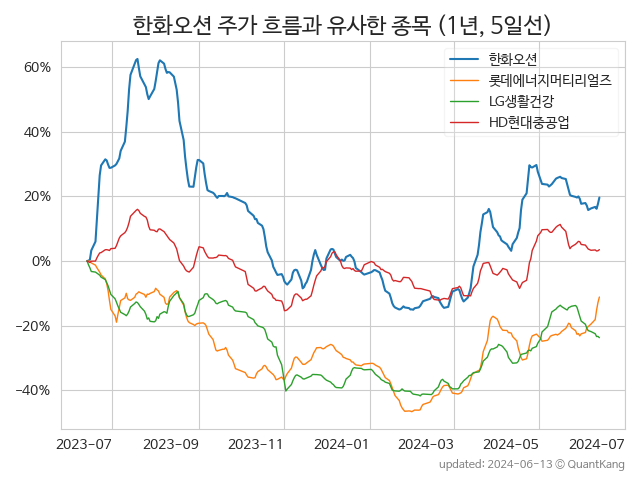 한화오션 주가 흐름과 유사한 종목 (1년, 5일선)
한화오션
롯데에너지머티리얼즈
LG생활건강
HD현대중공업
60%
40%
20%
0%
−20%
−40%
2023−07
2023−09
2023−11
2024−01
2024−03
2024−05
2024−07
updated: 2024-06-13 © QuantKang